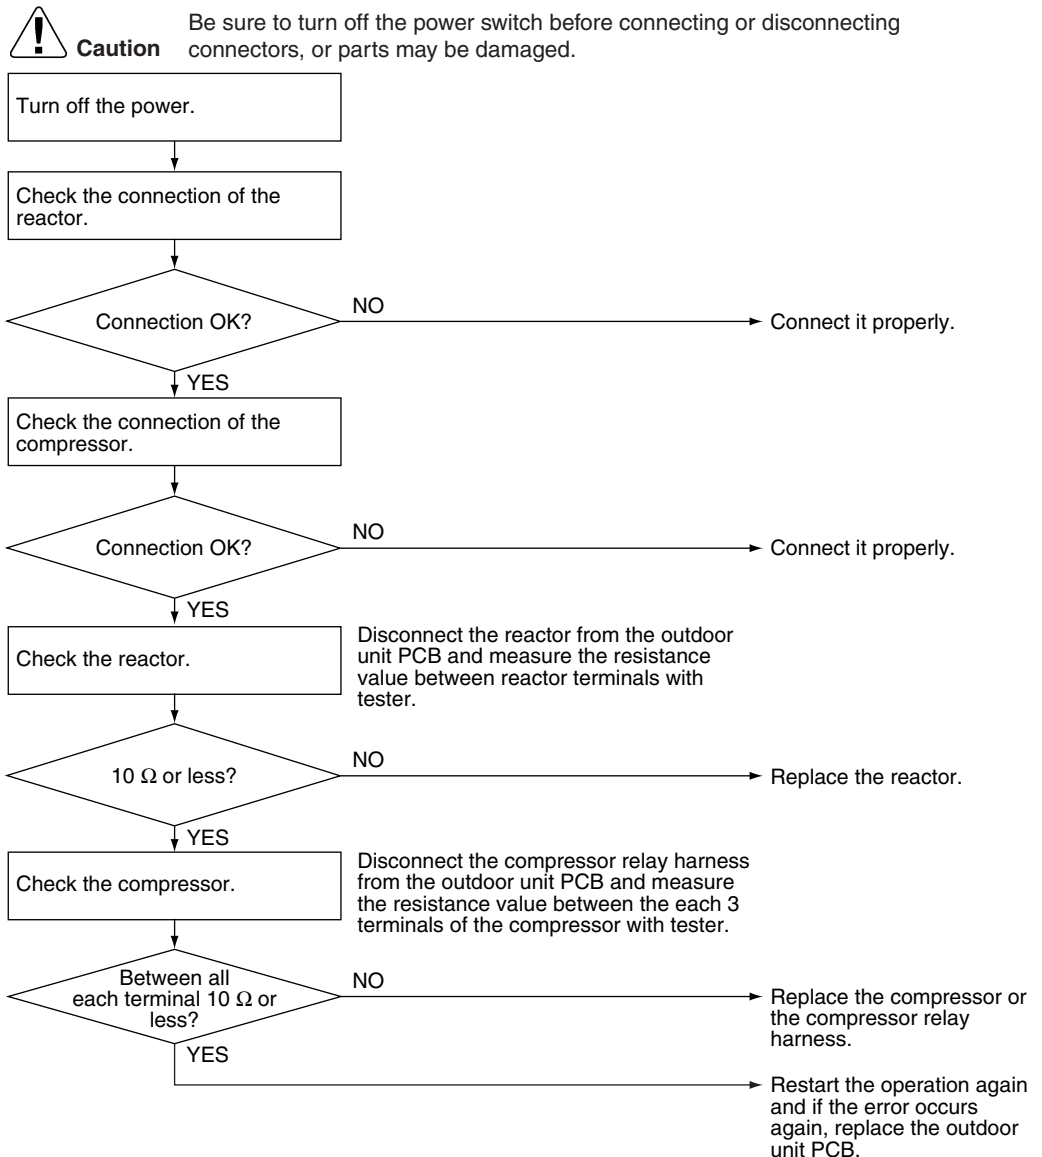 Be sure to turn off the power switch before connecting or disconnecting
Caution connectors, or parts may be damaged.
Turn off the power.
Check the connection of the
reactor.
Connection OK?
NO
Connect it properly.
YES
Check the connection of the
compressor.
Connection OK?
NO
Connect it properly.
YES
Check the reactor.
Disconnect the reactor from the outdoor
unit PCB and measure the resistance
value between reactor terminals with
tester.
10 Ω or less?
NO
Replace the reactor.
YES
Check the compressor.
Disconnect the compressor relay harness
from the outdoor unit PCB and measure
the resistance value between the each 3
terminals of the compressor with tester.
Between all
each terminal 10 Ω or
less?
NO
Replace the compressor or
the compressor relay
harness.
YES
Restart the operation again
and if the error occurs
again, replace the outdoor
unit PCB.